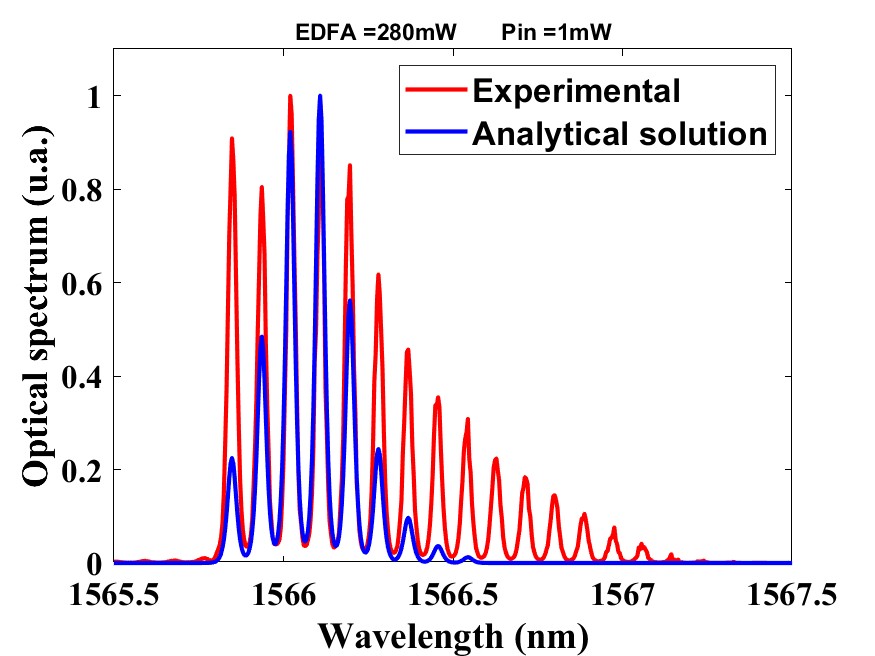 EDFA =280mW Pin =1mW
Experimental
Analytical solution
Optical spectrum (u.a.)
1
0.8
0.6
0.4
0.2
0
1565.5 1566 1566.5 1567 1567.5
Wavelength (nm)